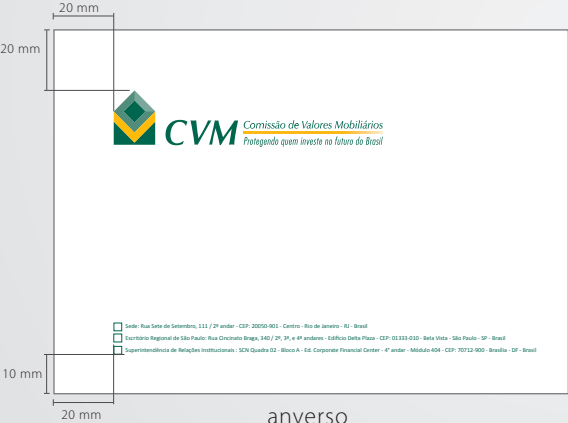 20 mm
20 mm
CVM
Comissão de Valores Mobiliários
Protegendo quem investe no futuro do Brasil
Sede: Rua Sete de Setembro, 111 / 2º andar - CEP: 20050-901 - Centro - Rio de Janeiro - RJ - Brasil
Escritório Regional de São Paulo: Rua Cincinato Braga, 340 / 2º, 3º, e 4º andares - Edifício Delta Plaza - CEP: 01333-010 - Bela Vista - São Paulo - SP - Brasil
Superintendência de Relações Institucionais : SCN Quadra 02 - Bloco A - Ed. Corporate Financial Center - 4º andar - Módulo 404 - CEP: 70712-900 - Brasília - DF - Brasil
10 mm
20 mm
anverso